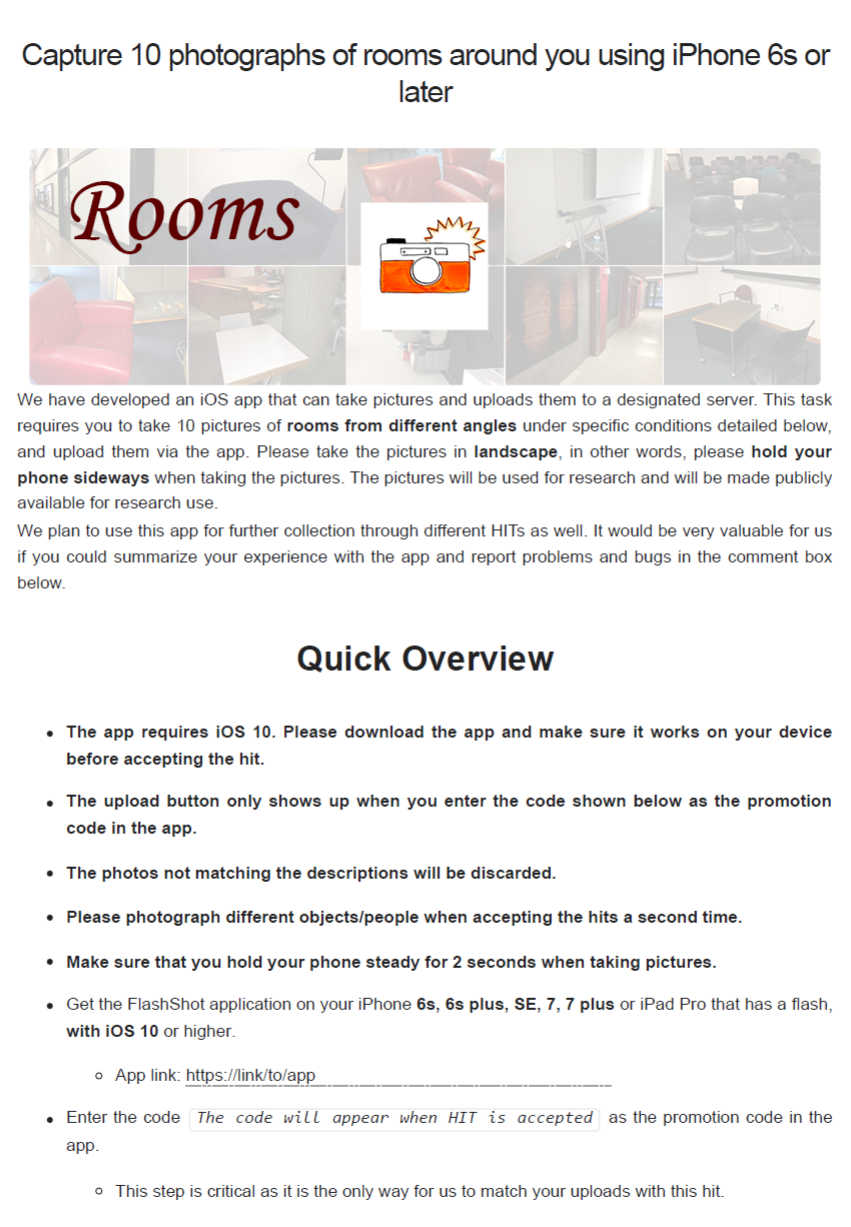 Capture 10 photographs of rooms around you using iPhone 6s or
later
Rooms
We have developed an iOS app that can take pictures and uploads them to a designated server. This task
requires you to take 10 pictures of rooms from different angles under specific conditions detailed below,
and upload them via the app. Please take the pictures in landscape, in other words, please hold your
phone sideways when taking the pictures. The pictures will be used for research and will be made publicly
available for research use.
We plan to use this app for further collection through different HITs as well. It would be very valuable for us
if you could summarize your experience with the app and report problems and bugs in the comment box
below.
Quick Overview
• The app requires iOS 10. Please download the app and make sure it works on your device
before accepting the hit.
• The upload button only shows up when you enter the code shown below as the promotion
code in the app.
• The photos not matching the descriptions will be discarded.
• Please photograph different objects/people when accepting the hits a second time.
• Make sure that you hold your phone steady for 2 seconds when taking pictures.
• Get the FlashShot application on your iPhone 6s, 6s plus, SE, 7, 7 plus or iPad Pro that has a flash,
with iOS 10 or higher.
◦ App link: https://link/to/app
• Enter the code The code will appear when HIT is accepted as the promotion code in the
app.
◦ This step is critical as it is the only way for us to match your uploads with this hit.